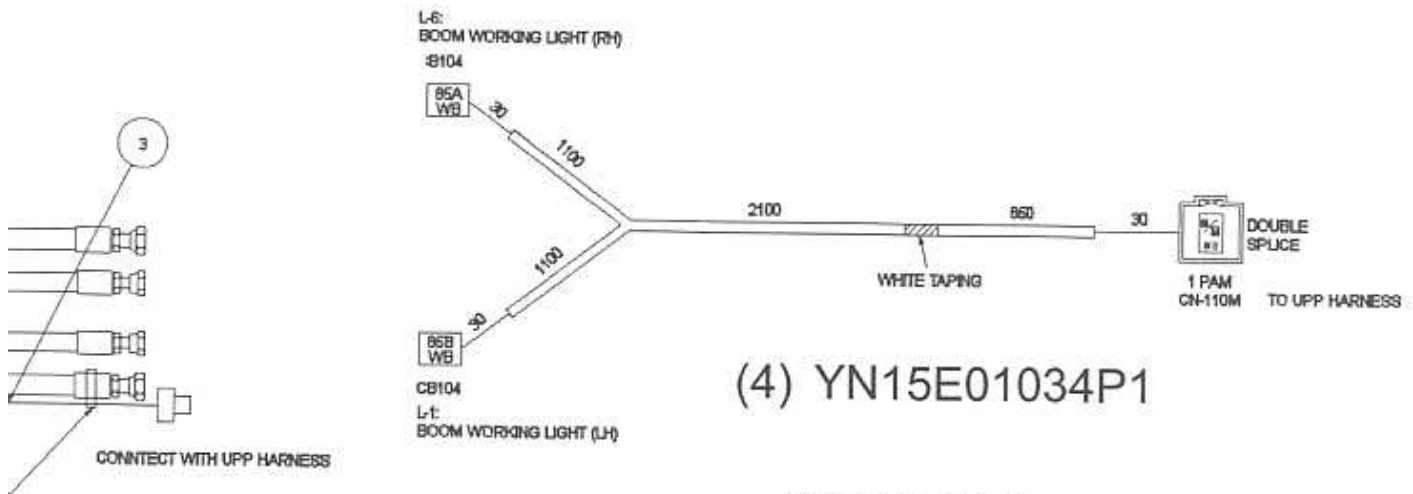 L-6:
BOOM WORKING LIGHT (RH)
:B104
85A
WB
30
1100
3
2100
860
30
DOUBLE
SPLICE
WHITE TAPING
1 PAM
CN-110M
TO UPP HARNESS
1100
30
85B
WB
CB104
L-1:
BOOM WORKING LIGHT (LH)
(4) YN15E01034P1
CONNTECT WITH UPP HARNESS